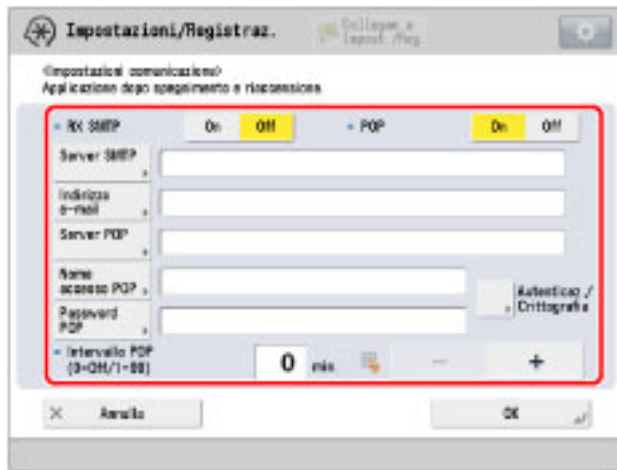 Impostazioni/Registraz.
Collegam a
Impost./Reg.
<Impostazioni comunicazione>
Applicazione dopo spegnimento e riaccensione.
RX SMTP
On
Off
POP
On
Off
Server SMTP
Indirizzo
e-mail
Server POP
Nome
accesso POP
Password
POP
Autenticaz./
Crittografia
Intervallo POP
(0=Off/1-99)
0
min.
−
+
Annulla
OK